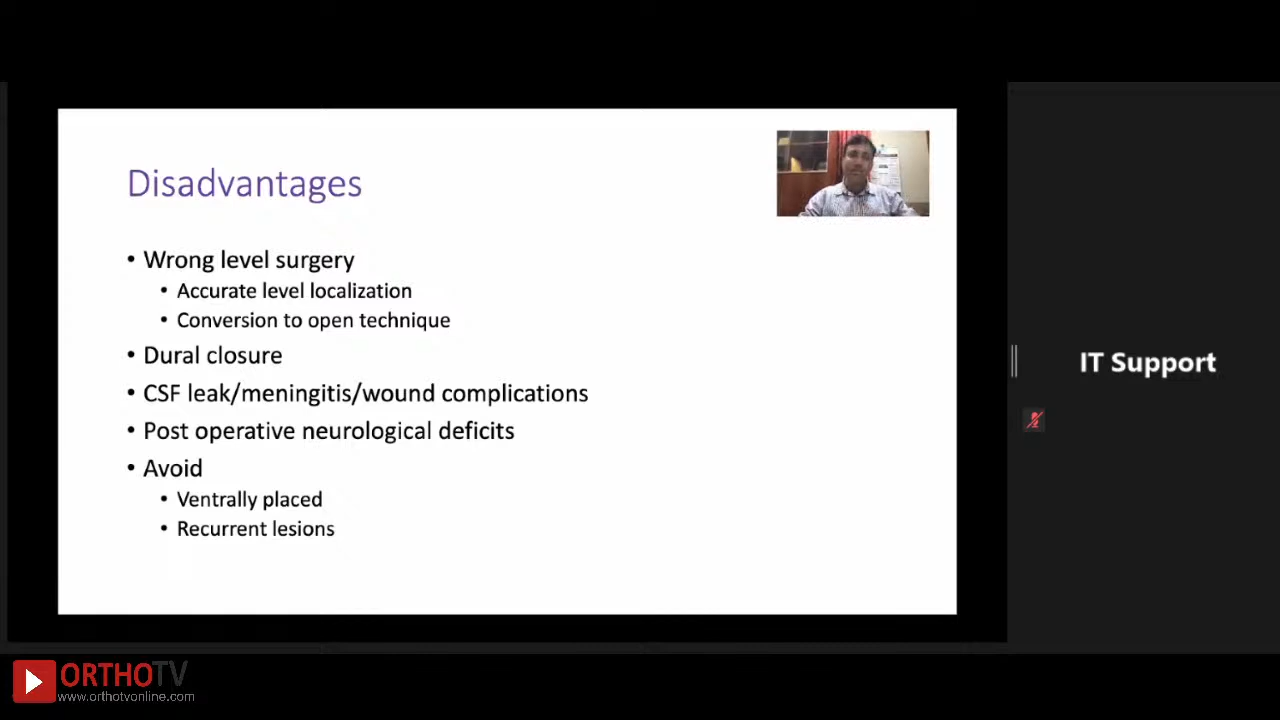 Disadvantages
• Wrong level surgery
• Accurate level localization
• Conversion to open technique
• Dural closure
• CSF leak/meningitis/wound complications
• Post operative neurological deficits
• Avoid
• Ventrally placed
• Recurrent lesions
IT Support
ORTHOTV
www.orthotvonline.com